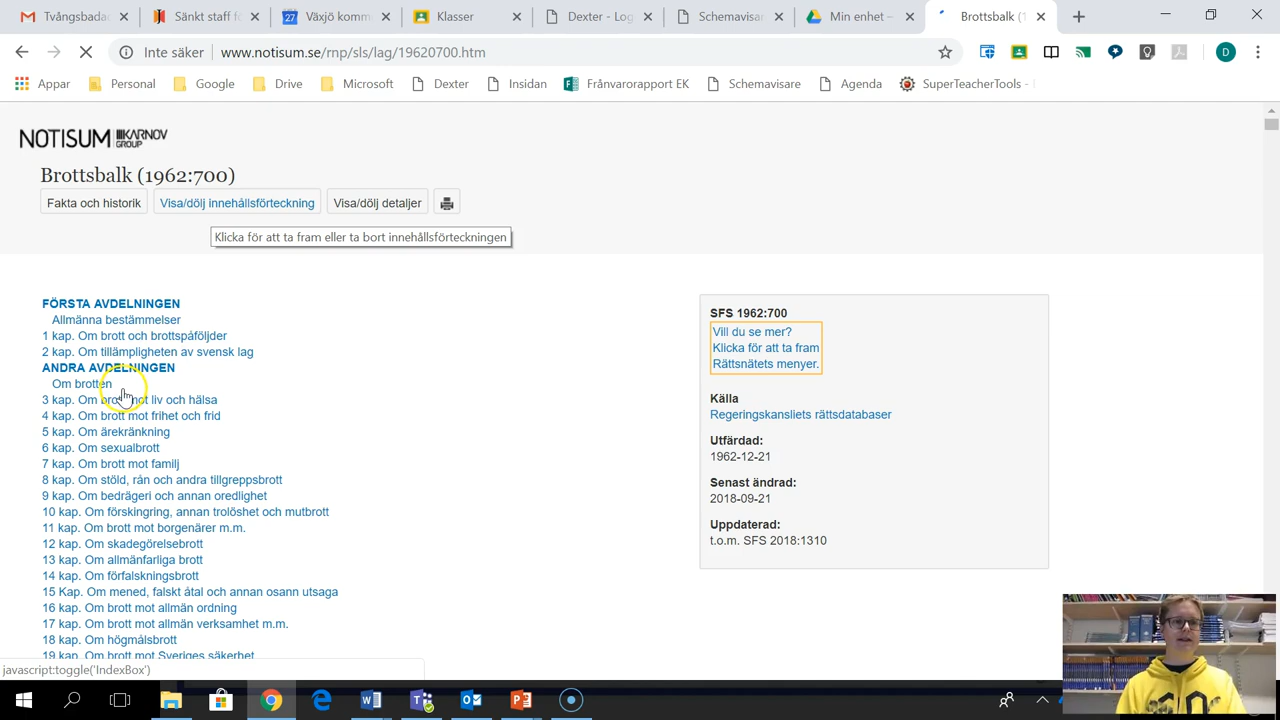 Tvångsbadar
Sänkt staff fö
27
Växjö komm
Klasser
Dexter - Log
Schemavisar
Min enhet –
Brottsbalk (1
Inte säker
www.notisum.se/rnp/sls/lag/19620700.htm
D
Appar
Personal
Google
Drive
Microsoft
Dexter
Insidan
Frånvarorapport EK
Schemavisare
Agenda
SuperTeacherTools -
NOTISUM KARNOV GROUP
Brottsbalk (1962:700)
Fakta och historik
Visa/dölj innehållsförteckning
Visa/dölj detaljer
Klicka för att ta fram eller ta bort innehållsförteckningen
FÖRSTA AVDELNINGEN
Allmänna bestämmelser
1 kap. Om brott och brottspåföljder
2 kap. Om tillämpligheten av svensk lag
ANDRA AVDELNINGEN
Om brotten
3 kap. Om brott mot liv och hälsa
4 kap. Om brott mot frihet och frid
5 kap. Om ärekränkning
6 kap. Om sexualbrott
7 kap. Om brott mot familj
8 kap. Om stöld, rån och andra tillgreppsbrott
9 kap. Om bedrägeri och annan oredlighet
10 kap. Om förskingring, annan trolöshet och mutbrott
11 kap. Om brott mot borgenärer m.m.
12 kap. Om skadegörelsebrott
13 kap. Om allmänfarliga brott
14 kap. Om förfalskningsbrott
15 Kap. Om mened, falskt åtal och annan osann utsaga
16 kap. Om brott mot allmän ordning
17 kap. Om brott mot allmän verksamhet m.m.
18 kap. Om högmålsbrott
19 kap. Om brott mot Sveriges säkerhet
SFS 1962:700
Vill du se mer?
Klicka för att ta fram
Rättsnätets menyer.
Källa
Regeringskansliets rättsdatabaser
Utfärdad:
1962-12-21
Senast ändrad:
2018-09-21
Uppdaterad:
t.o.m. SFS 2018:1310
javascript:toggle('IndexBox')